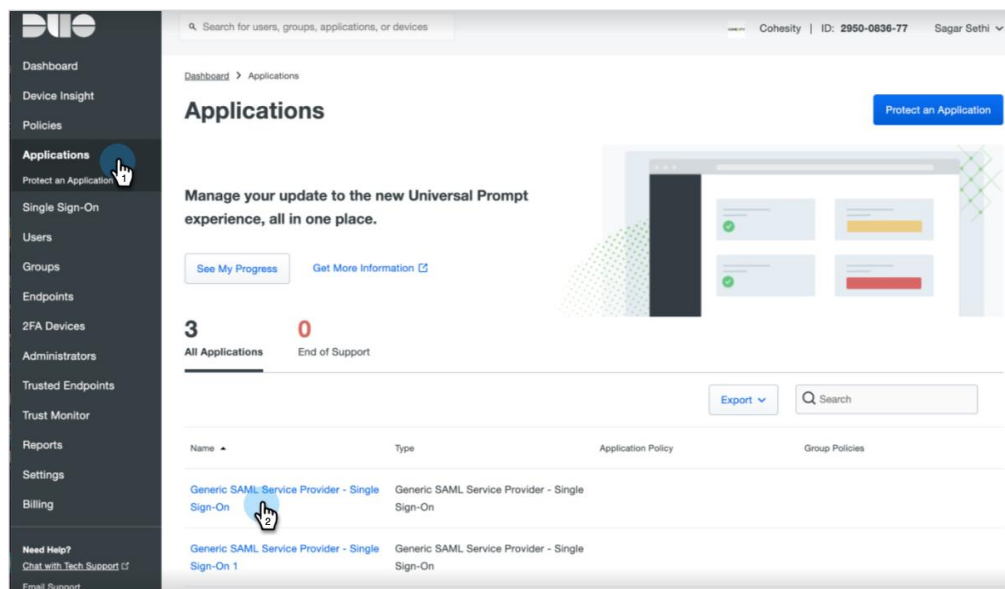 DUO
Search for users, groups, applications, or devices
Cohesity | ID: 2950-0836-77 Sagar Sethi
Dashboard
Device Insight
Policies
Applications
Protect an Application
1
Single Sign-On
Users
Groups
Endpoints
2FA Devices
Administrators
Trusted Endpoints
Trust Monitor
Reports
Settings
Billing
Need Help?
Chat with Tech Support
Email Support
Dashboard > Applications
Applications
Protect an Application
Manage your update to the new Universal Prompt
experience, all in one place.
See My Progress Get More Information
3 0
All Applications End of Support
Export Search
Name Type Application Policy Group Policies
Generic SAML Service Provider - Single Generic SAML Service Provider - Single
Sign-On Sign-On
2
Generic SAML Service Provider - Single Generic SAML Service Provider - Single
Sign-On 1 Sign-On